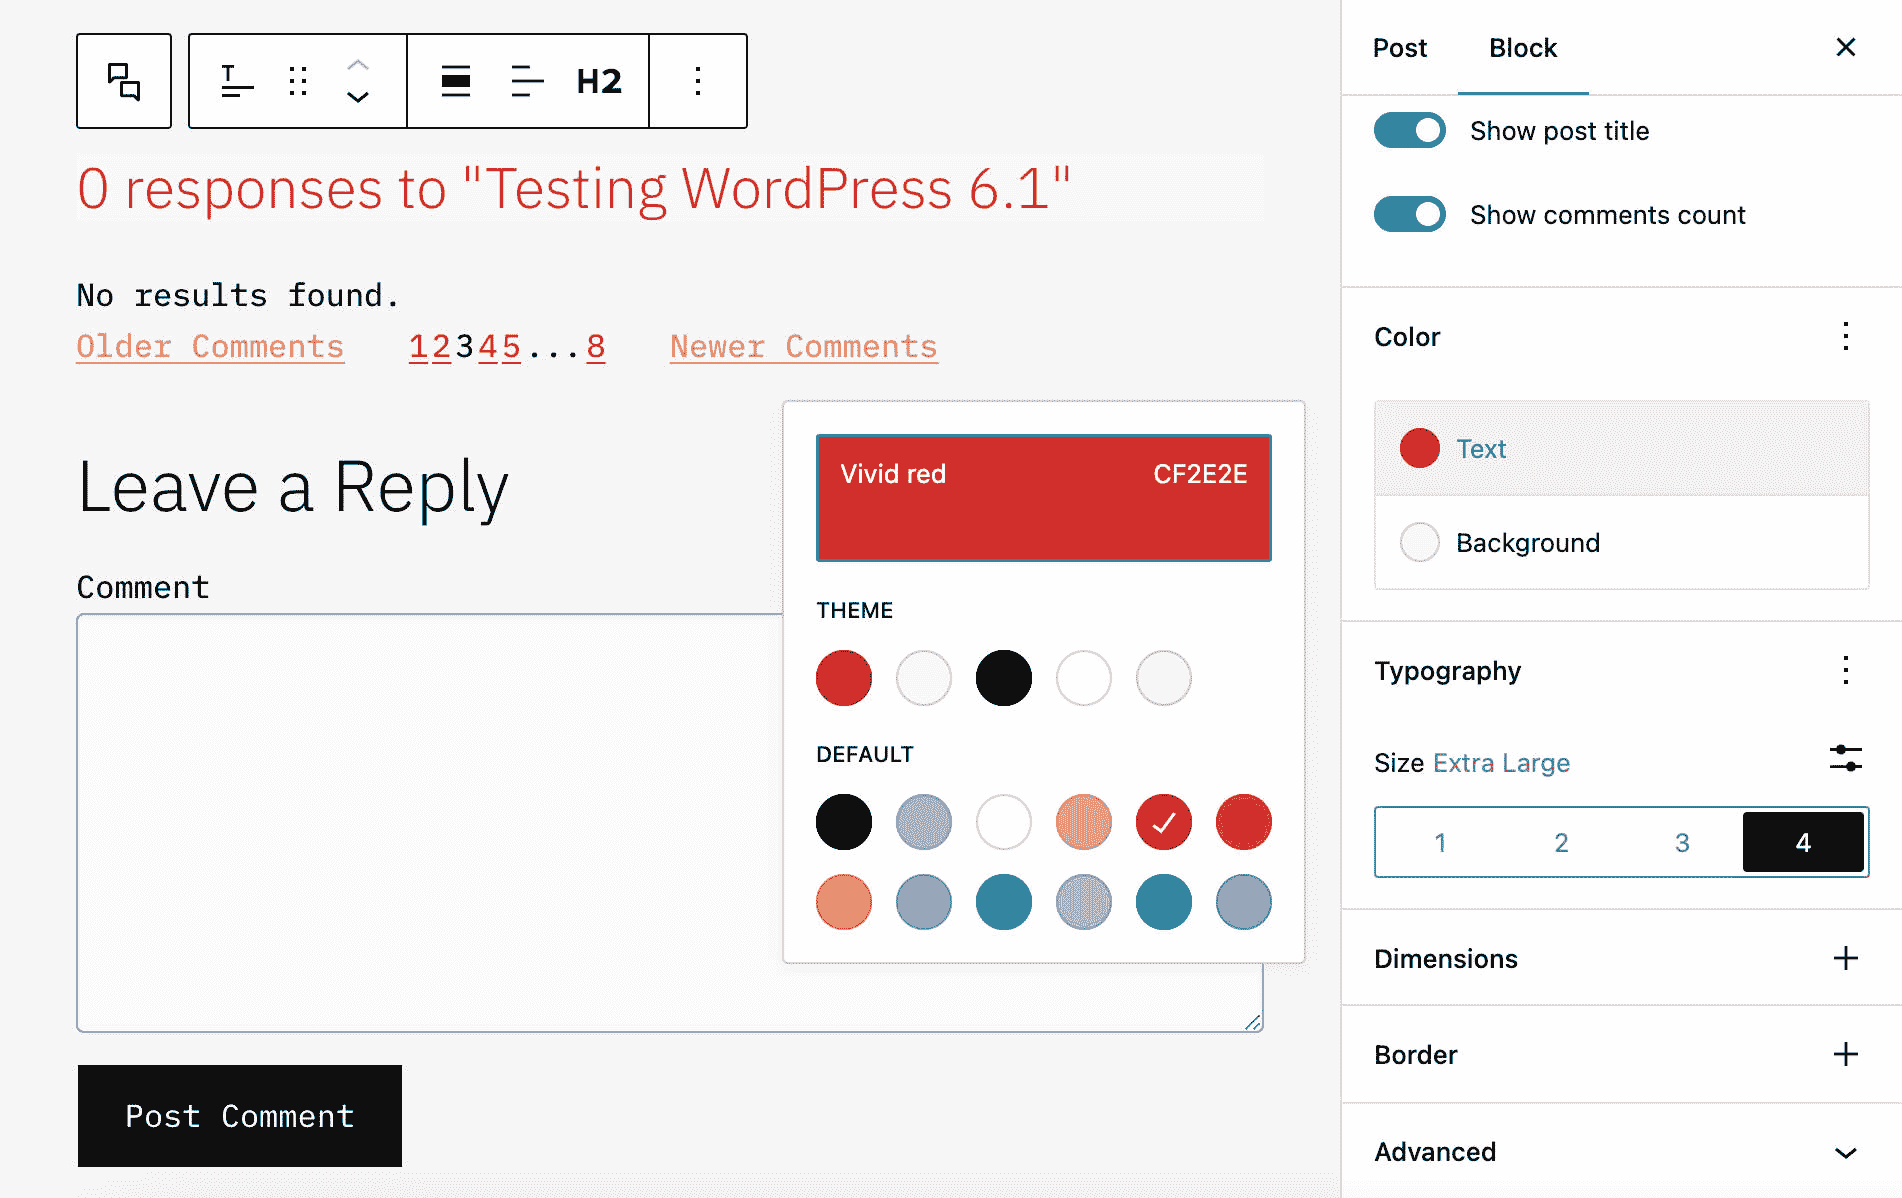 H2
0 responses to "Testing WordPress 6.1"
No results found.
Older Comments 12345...8 Newer Comments
Leave a Reply
Comment
Post Comment
Vivid red CF2E2E
THEME
DEFAULT
Post Block
Show post title
Show comments count
Color
Text
Background
Typography
Size Extra Large
1 2 3 4
Dimensions
Border
Advanced